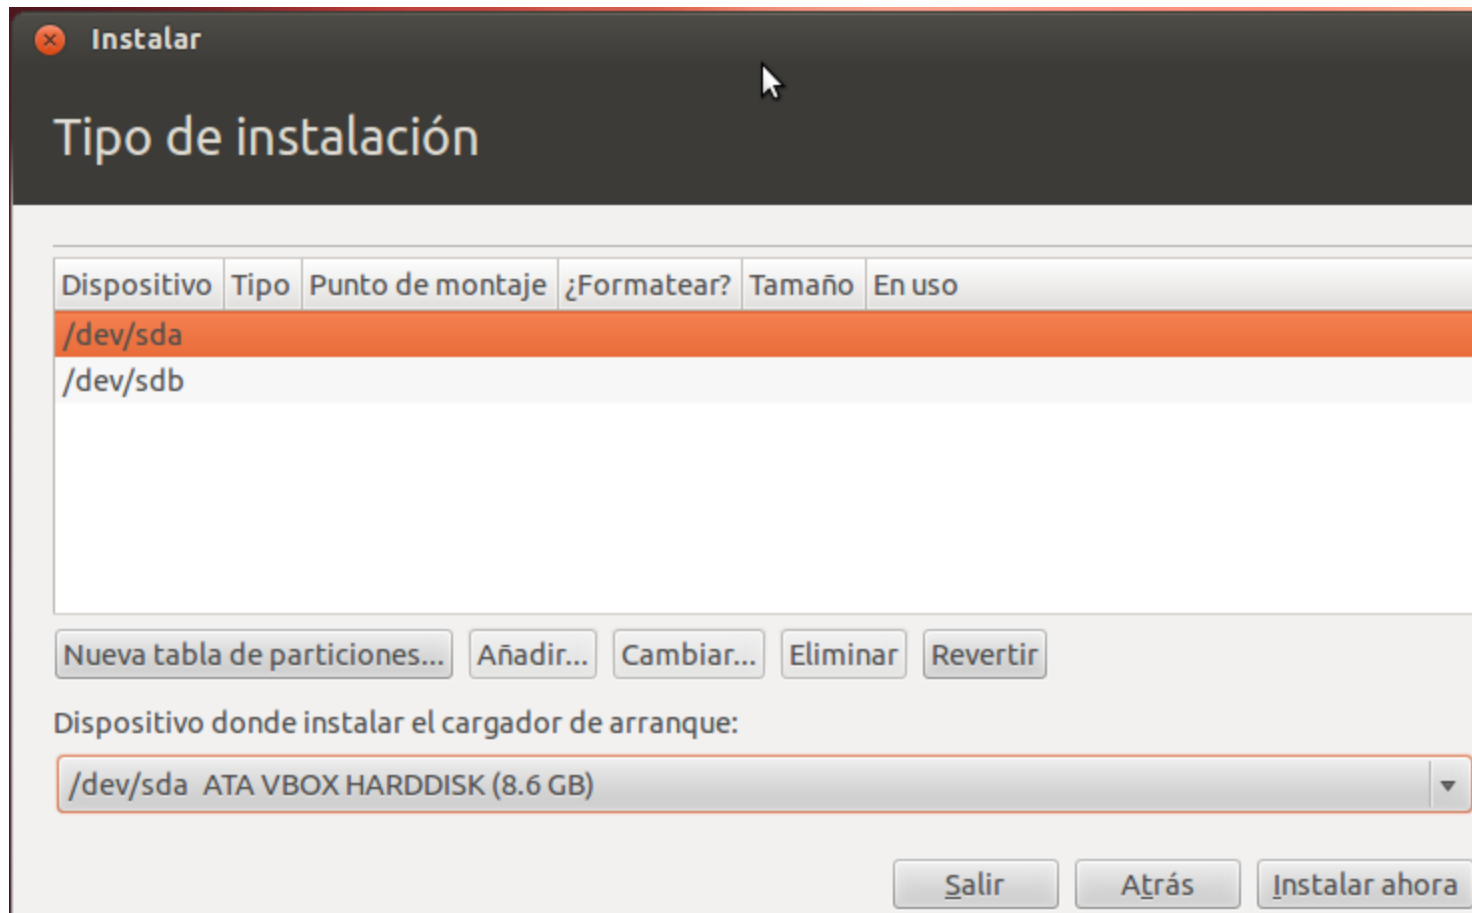 Instalar
Tipo de instalación
Dispositivo Tipo Punto de montaje ¿Formatear? Tamaño En uso
/dev/sda
/dev/sdb
Nueva tabla de particiones... Añadir... Cambiar... Eliminar Revertir
Dispositivo donde instalar el cargador de arranque:
/dev/sda ATA VBOX HARDDISK (8.6 GB)
Salir Atrás Instalar ahora